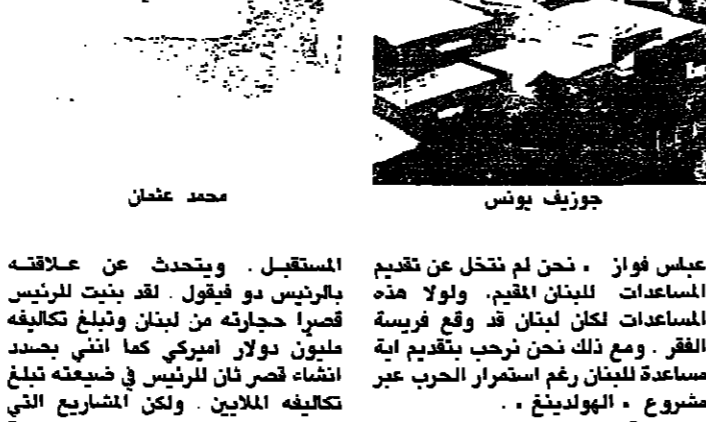 جوزيف يونس
عباس فواز . نحن لم نتخل عن تقديم
المساعدات للبنان المقيم. ولولا هذه
المساعدات لكان لبنان قد وقع فريسة
الفقر . ومع ذلك نحن نرحب بتقديم اية
مساعدة للبنان رغم استمرار الحرب عبر
مشروع « الهولدينغ » .
محمد عثمان
المستقبل . ويتحدث عن علاقته
بالرئيس دو فيقول . لقد بنيت للرئيس
قصرا حجارته من لبنان وتبلغ تكاليفه
مليون دولار اميركي كما انني بصدد
انشاء قصر ثان للرئيس في ضيعته تبلغ
تكاليفه الملايين . ولكن المشاريع التي